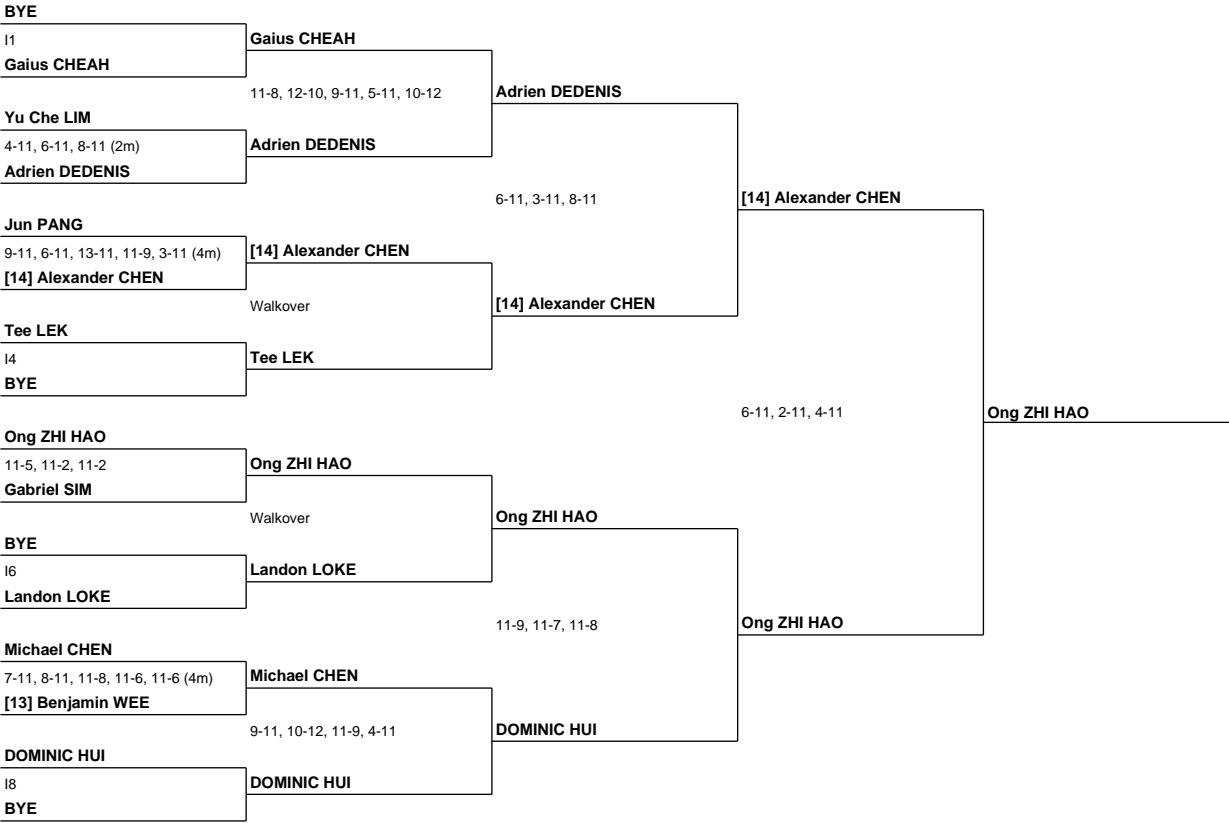 BYE
I1
Gaius CHEAH
Yu Che LIM
4-11, 6-11, 8-11 (2m)
Adrien DEDENIS
Jun PANG
9-11, 6-11, 13-11, 11-9, 3-11 (4m)
[14] Alexander CHEN
Tee LEK
I4
BYE
Ong ZHI HAO
11-5, 11-2, 11-2
Gabriel SIM
BYE
I6
Landon LOKE
Michael CHEN
7-11, 8-11, 11-8, 11-6, 11-6 (4m)
[13] Benjamin WEE
DOMINIC HUI
I8
BYE
Gaius CHEAH
11-8, 12-10, 9-11, 5-11, 10-12
Adrien DEDENIS
[14] Alexander CHEN
Walkover
Tee LEK
Ong ZHI HAO
Walkover
Landon LOKE
Michael CHEN
9-11, 10-12, 11-9, 4-11
DOMINIC HUI
Adrien DEDENIS
6-11, 3-11, 8-11
[14] Alexander CHEN
Ong ZHI HAO
11-9, 11-7, 11-8
DOMINIC HUI
[14] Alexander CHEN
6-11, 2-11, 4-11
Ong ZHI HAO
Ong ZHI HAO